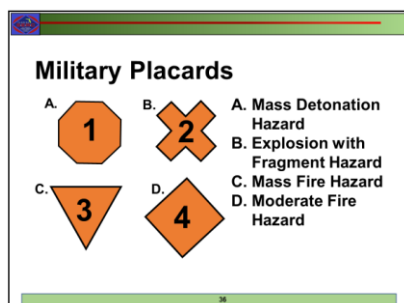 Military Placards
A.
1
B.
2
C.
3
D.
4
A. Mass Detonation
Hazard
B. Explosion with
Fragment Hazard
C. Mass Fire Hazard
D. Moderate Fire
Hazard
36